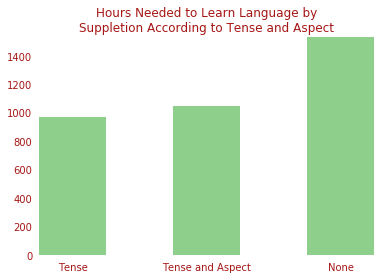 Hours Needed to Learn Language by
Suppletion According to Tense and Aspect
1400
1200
1000
800
600
400
200
0
Tense
Tense and Aspect
None